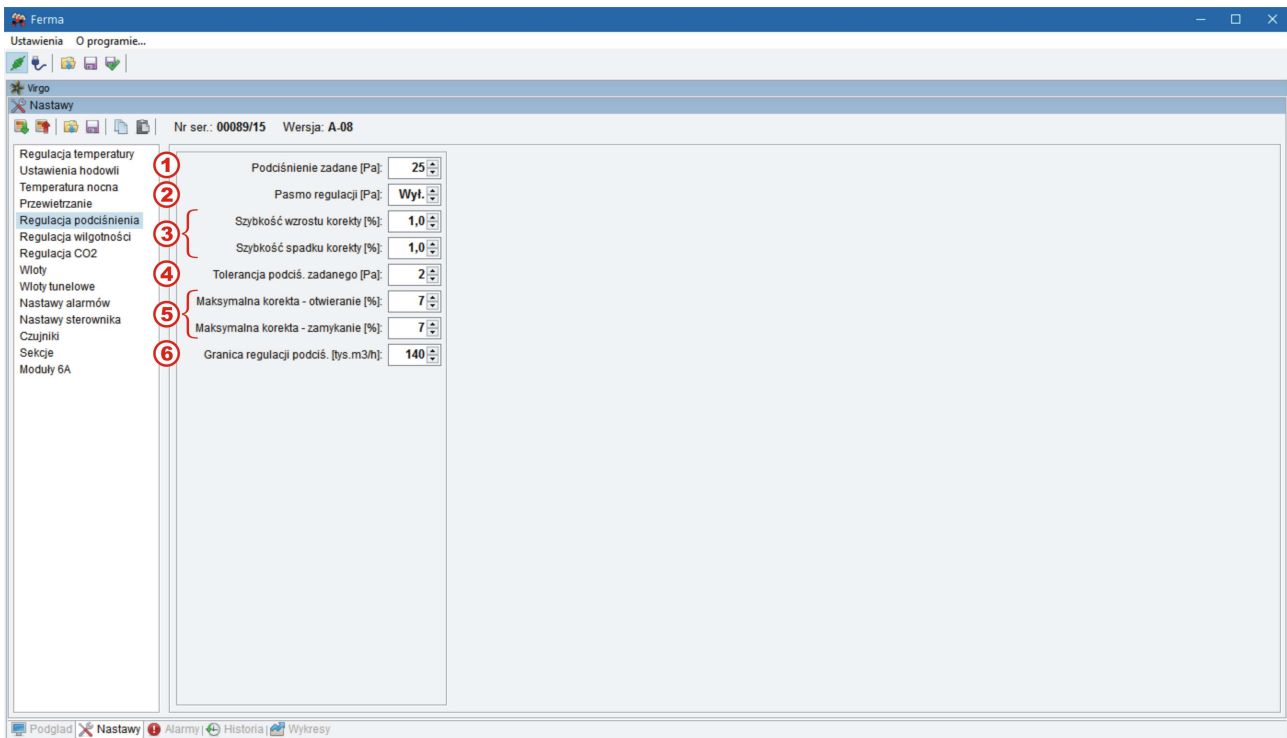 Ferma
Ustawienia O programie...
Virgo
Nastawy
Nr ser.: 00089/15 Wersja: A-08
Regulacja temperatury
Ustawienia hodowli
Temperatura nocna
Przewietrzanie
Regulacja podciśnienia
Regulacja wilgotności
Regulacja CO2
Wloty
Wloty tunelowe
Nastawy alarmów
Nastawy sterownika
Czujniki
Sekcje
Moduły 6A
1 Podciśnienie zadane [Pa]: 25
2 Pasmo regulacji [Pa]: Wył.
3 Szybkość wzrostu korekty [%]: 1,0
Szybkość spadku korekty [%]: 1,0
4 Tolerancja podciś. zadanego [Pa]: 2
5 Maksymalna korekta - otwieranie [%]: 7
Maksymalna korekta - zamykanie [%]: 7
6 Granica regulacji podciś. [tys.m3/h]: 140
Podglad Nastawy Alarmy Historia Wykresy